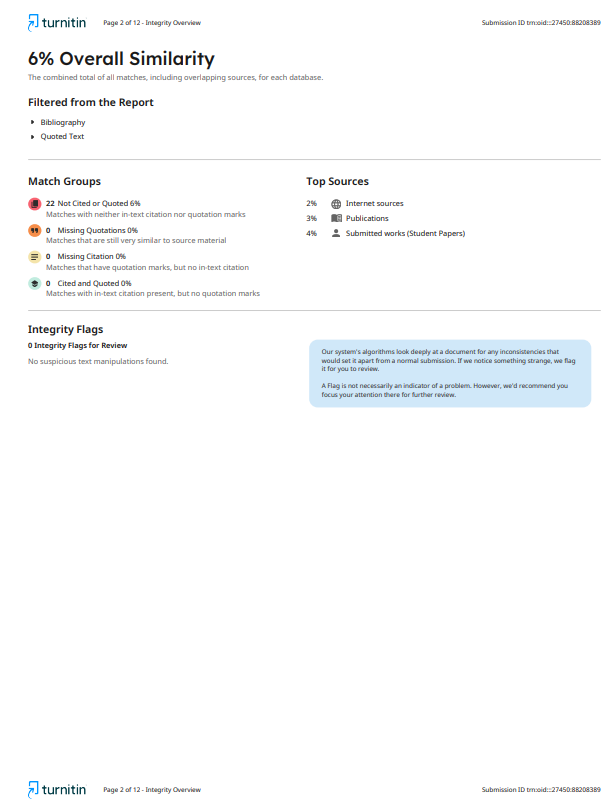 turnitin Page 2 of 12 - Integrity Overview Submission ID trn:oid:::27450:88208389
6% Overall Similarity
The combined total of all matches, including overlapping sources, for each database.
Filtered from the Report
Bibliography
Quoted Text
Match Groups
22 Not Cited or Quoted 6%
Matches with neither in-text citation nor quotation marks
0 Missing Quotations 0%
Matches that are still very similar to source material
0 Missing Citation 0%
Matches that have quotation marks, but no in-text citation
0 Cited and Quoted 0%
Matches with in-text citation present, but no quotation marks
Top Sources
2% Internet sources
3% Publications
4% Submitted works (Student Papers)
Integrity Flags
0 Integrity Flags for Review
No suspicious text manipulations found.
Our system's algorithms look deeply at a document for any inconsistencies that
would set it apart from a normal submission. If we notice something strange, we flag
it for you to review.
A Flag is not necessarily an indicator of a problem. However, we'd recommend you
focus your attention there for further review.
turnitin Page 2 of 12 - Integrity Overview Submission ID trn:oid:::27450:88208389